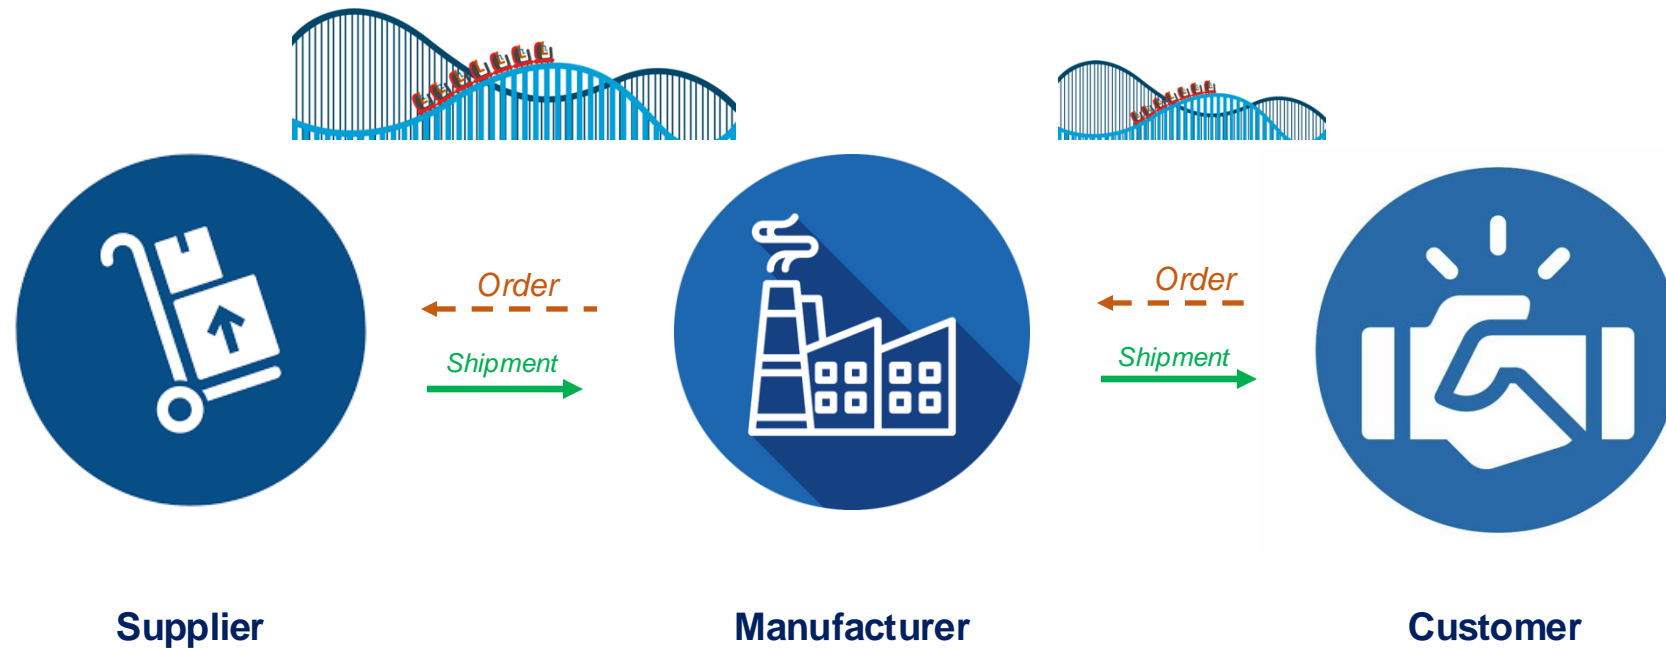 Order
Order
Shipment
Shipment
Supplier
Manufacturer
Customer